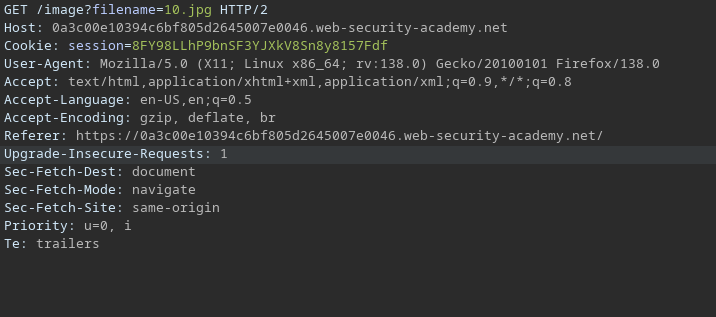 GET /image?filename=10.jpg HTTP/2
Host: 0a3c00e10394c6bf805d2645007e0046.web-security-academy.net
Cookie: session=8FY98LLhP9bnSF3YJXkV8Sn8y8157Fdf
User-Agent: Mozilla/5.0 (X11; Linux x86_64; rv:138.0) Gecko/20100101 Firefox/138.0
Accept: text/html,application/xhtml+xml,application/xml;q=0.9,*/*;q=0.8
Accept-Language: en-US,en;q=0.5
Accept-Encoding: gzip, deflate, br
Referer: https://0a3c00e10394c6bf805d2645007e0046.web-security-academy.net/
Upgrade-Insecure-Requests: 1
Sec-Fetch-Dest: document
Sec-Fetch-Mode: navigate
Sec-Fetch-Site: same-origin
Priority: u=0, i
Te: trailers